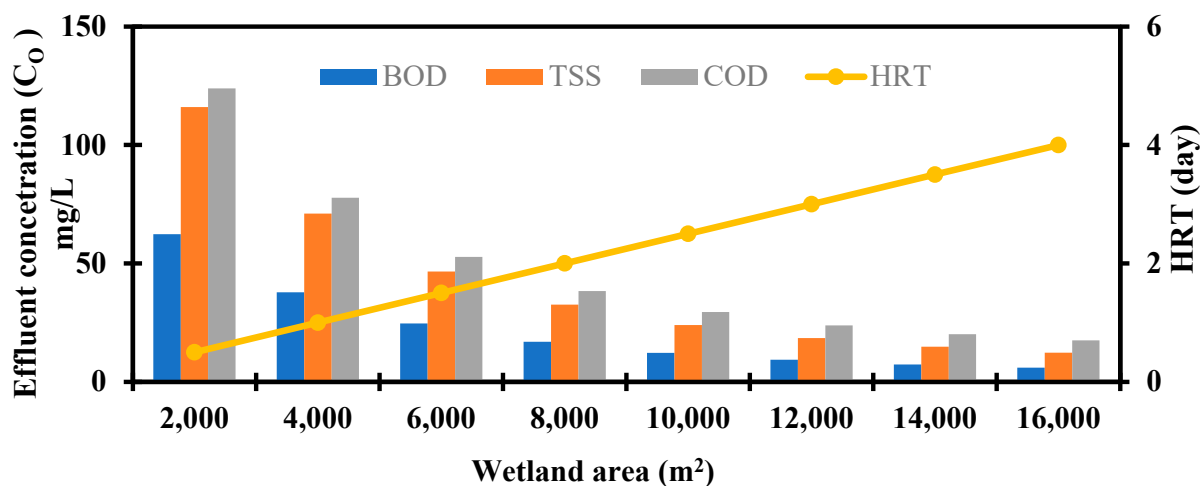 Effluent concetration (C_O)
mg/L
150
100
50
0
BOD TSS COD HRT
6
4
2
0
HRT (day)
2,000 4,000 6,000 8,000 10,000 12,000 14,000 16,000
Wetland area (m²)